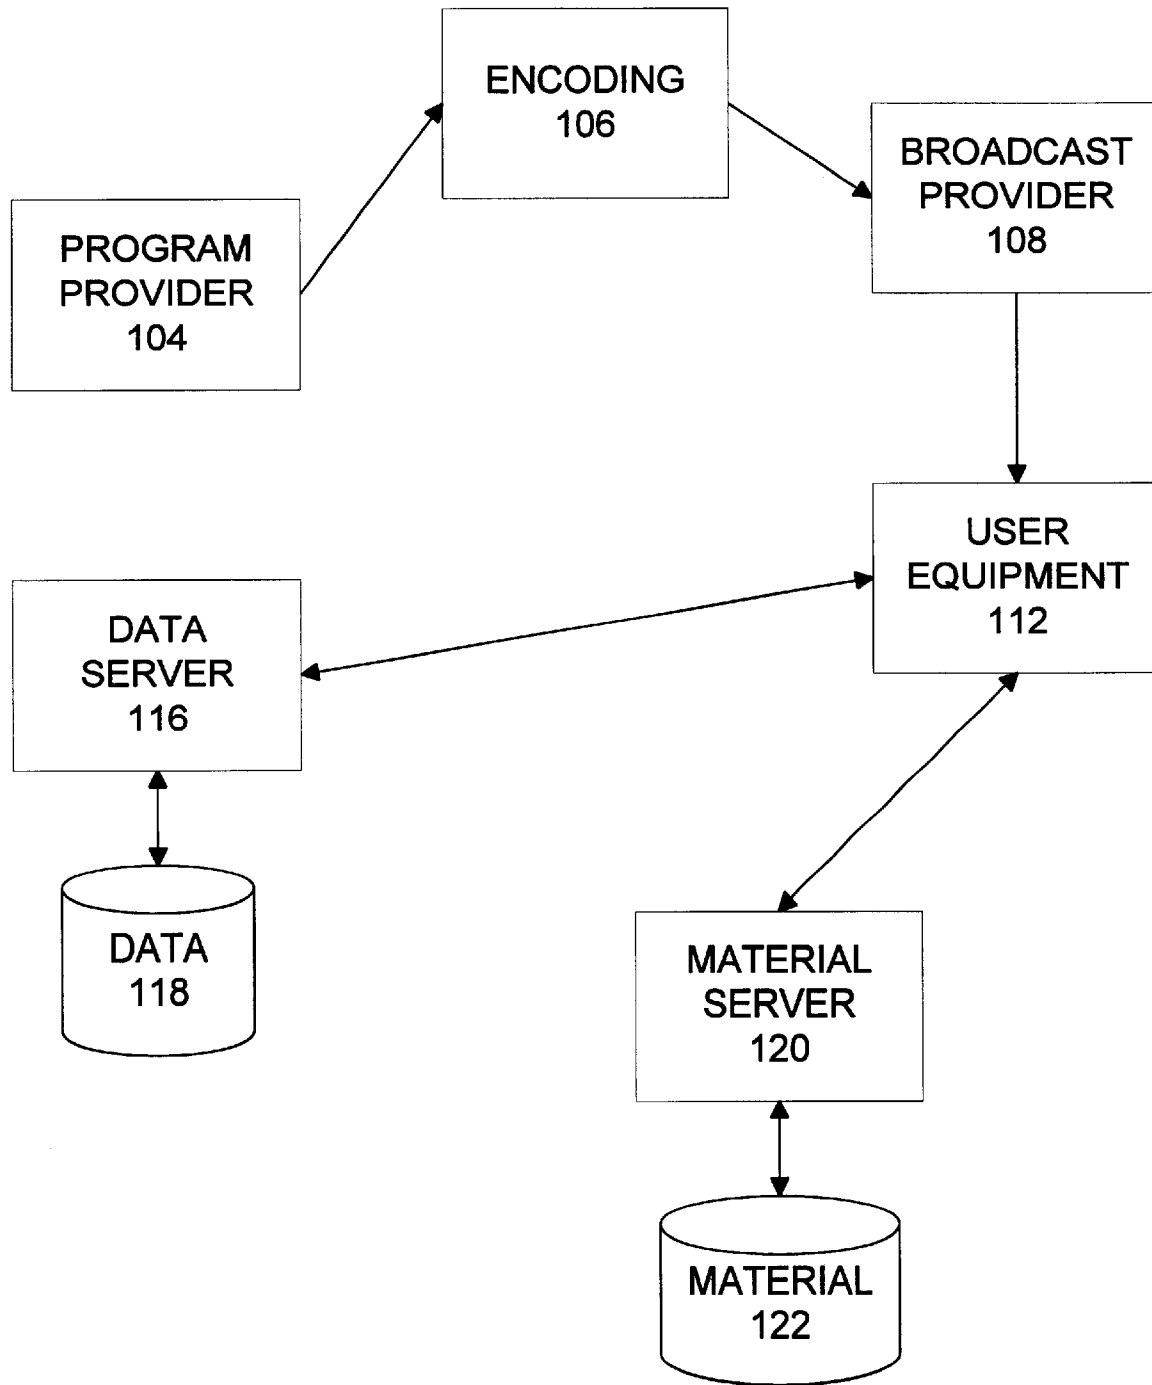 ENCODING
106
BROADCAST
PROVIDER
108
PROGRAM
PROVIDER
104
USER
EQUIPMENT
112
DATA
SERVER
116
DATA
118
MATERIAL
SERVER
120
MATERIAL
122